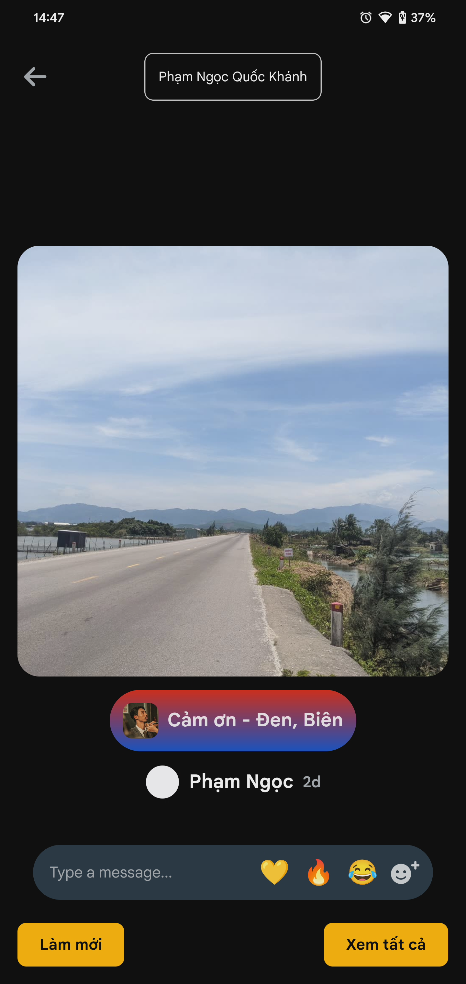 14:47
37%
Phạm Ngọc Quốc Khánh
Cảm ơn - Đen, Biên
Phạm Ngọc 2d
Type a message...
Làm mới
Xem tất cả